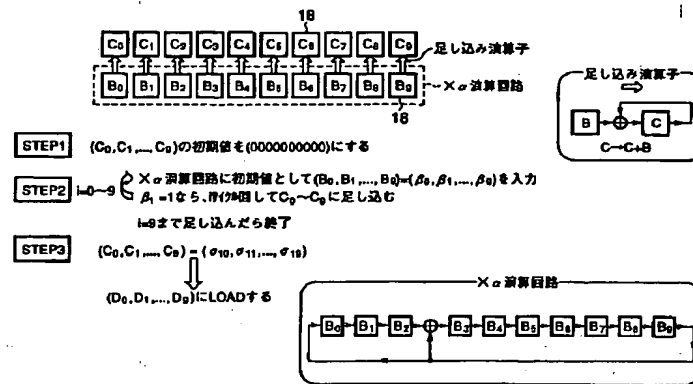 18
C₀ C₁ C₂ C₃ C₄ C₅ C₆ C₇ C₈ C₉
足し込み演算子
B₀ B₁ B₂ B₃ B₄ B₅ B₆ B₇ B₈ B₉
×α演算回路
18
足し込み演算子
B ⊕ C
C→C+B
STEP1 (C₀,C₁,...,C₉)の初期値を(0000000000)にする
STEP2 i=0~9
×α演算回路に初期値として(B₀,B₁,...,B₉)=(β₀,β₁,...,β₉)を入力
β₁=1なら、iサイクル回してC₀~C₉に足し込む
i=9まで足し込んだら終了
STEP3 (C₀,C₁,...,C₉)=(σ₁₀,σ₁₁,...,σ₁₉)
(D₀,D₁,...,D₉)にLOADする
×α演算回路
B₀ B₁ B₂ ⊕ B₃ B₄ B₅ B₆ B₇ B₈ B₉